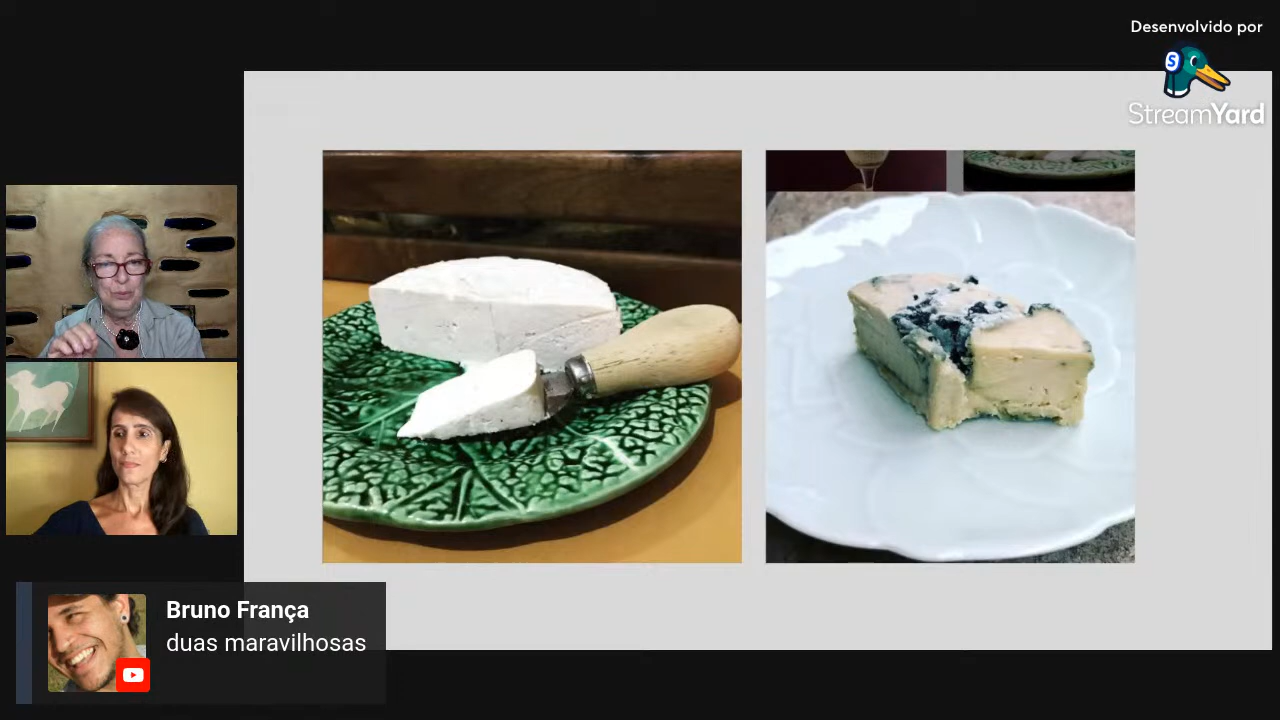 Desenvolvido por
S
StreamYard
Bruno França
duas maravilhosas